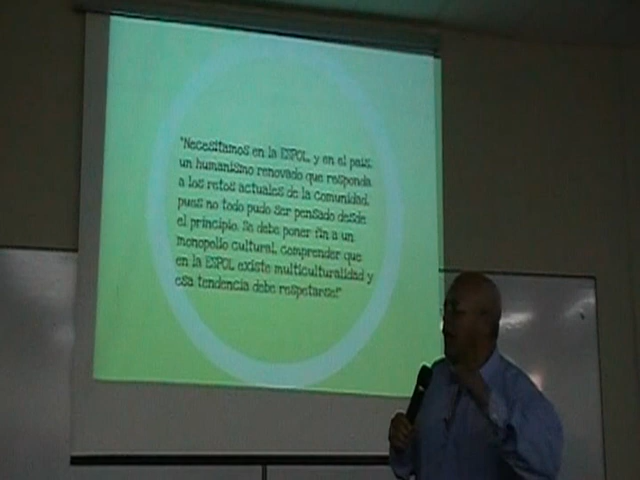 "Necesitamos en la ESPOL, y en el país,
un humanismo renovado que responda
a los retos actuales de la comunidad,
pues no todo pudo ser pensado desde
el principio. Se debe poner fin a un
monopolio cultural, comprender que
en la ESPOL existe multiculturalidad y
esa tendencia debe respetarse!"